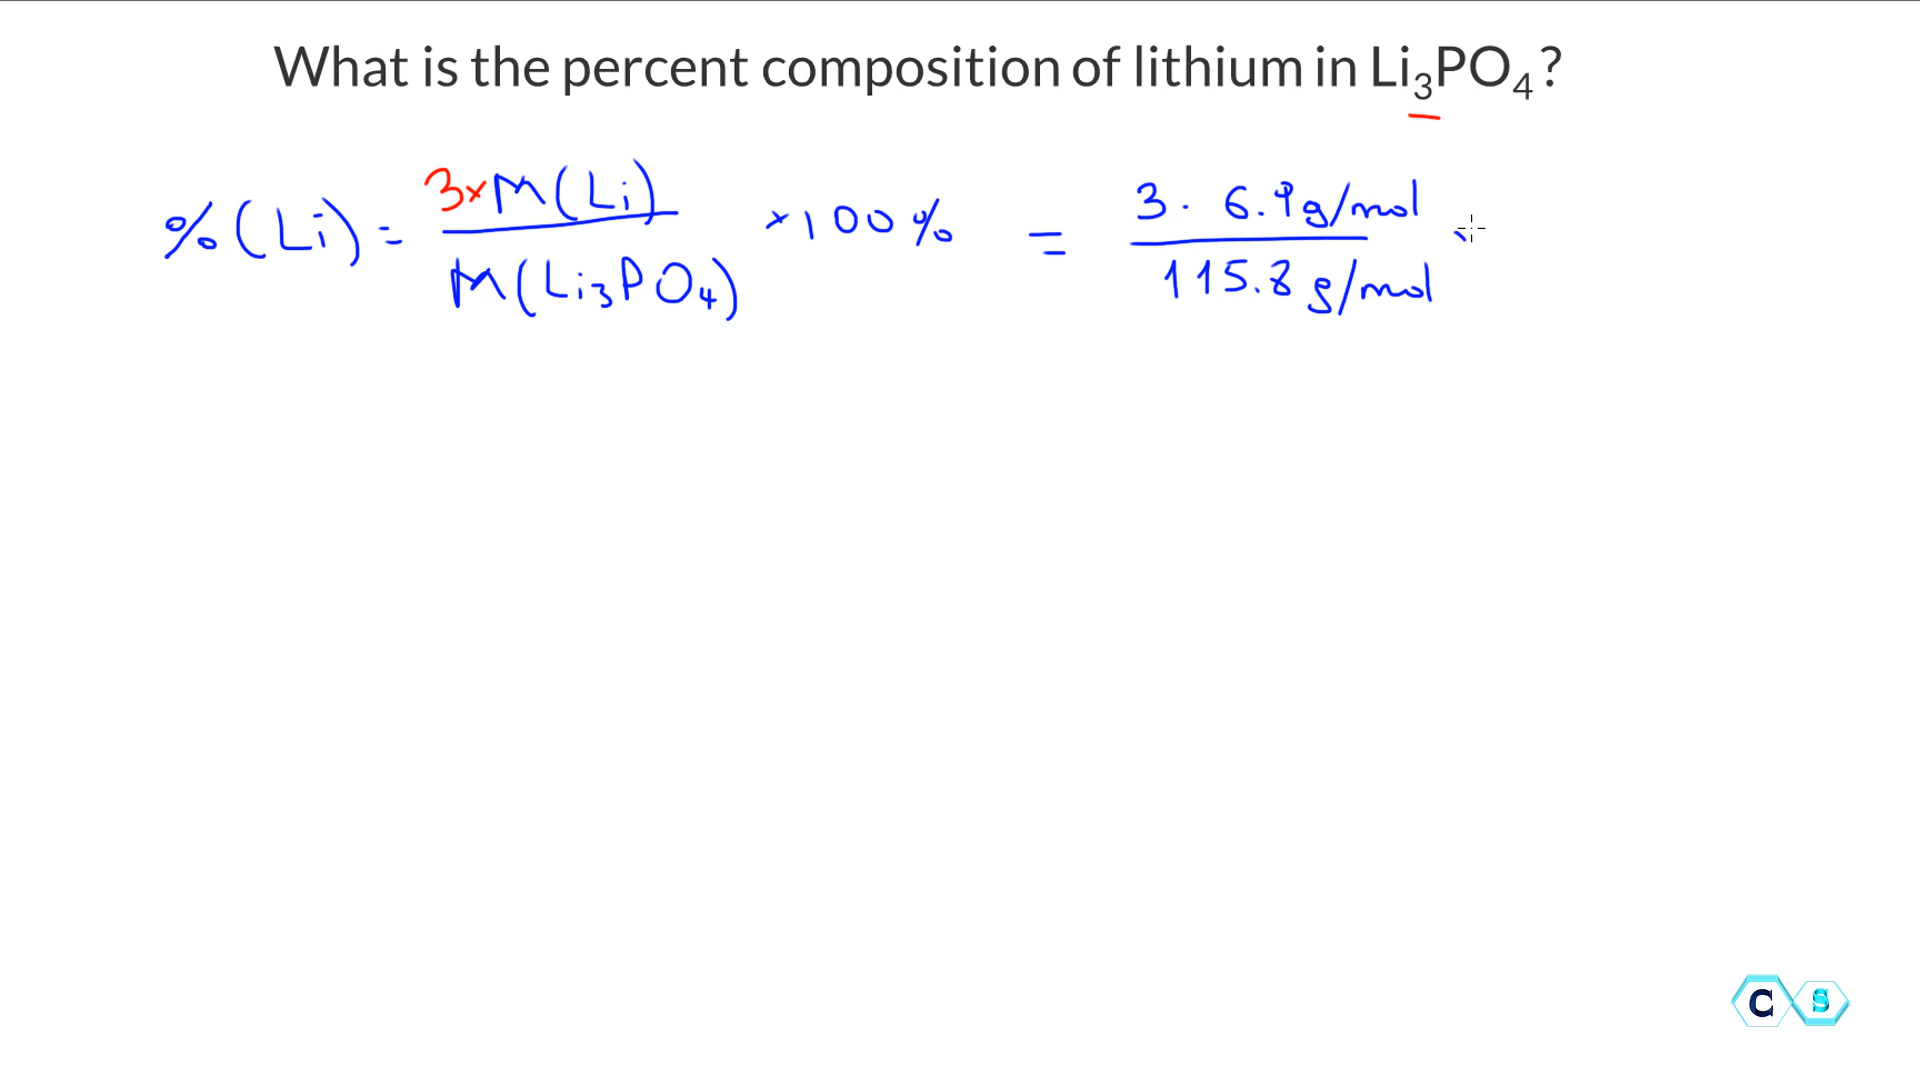 What is the percent composition of lithium in Li₃PO₄?
%(Li) = 3×M(Li) / M(Li₃PO₄) ×100% = 3 · 6.9g/mol / 115.8 g/mol
C S